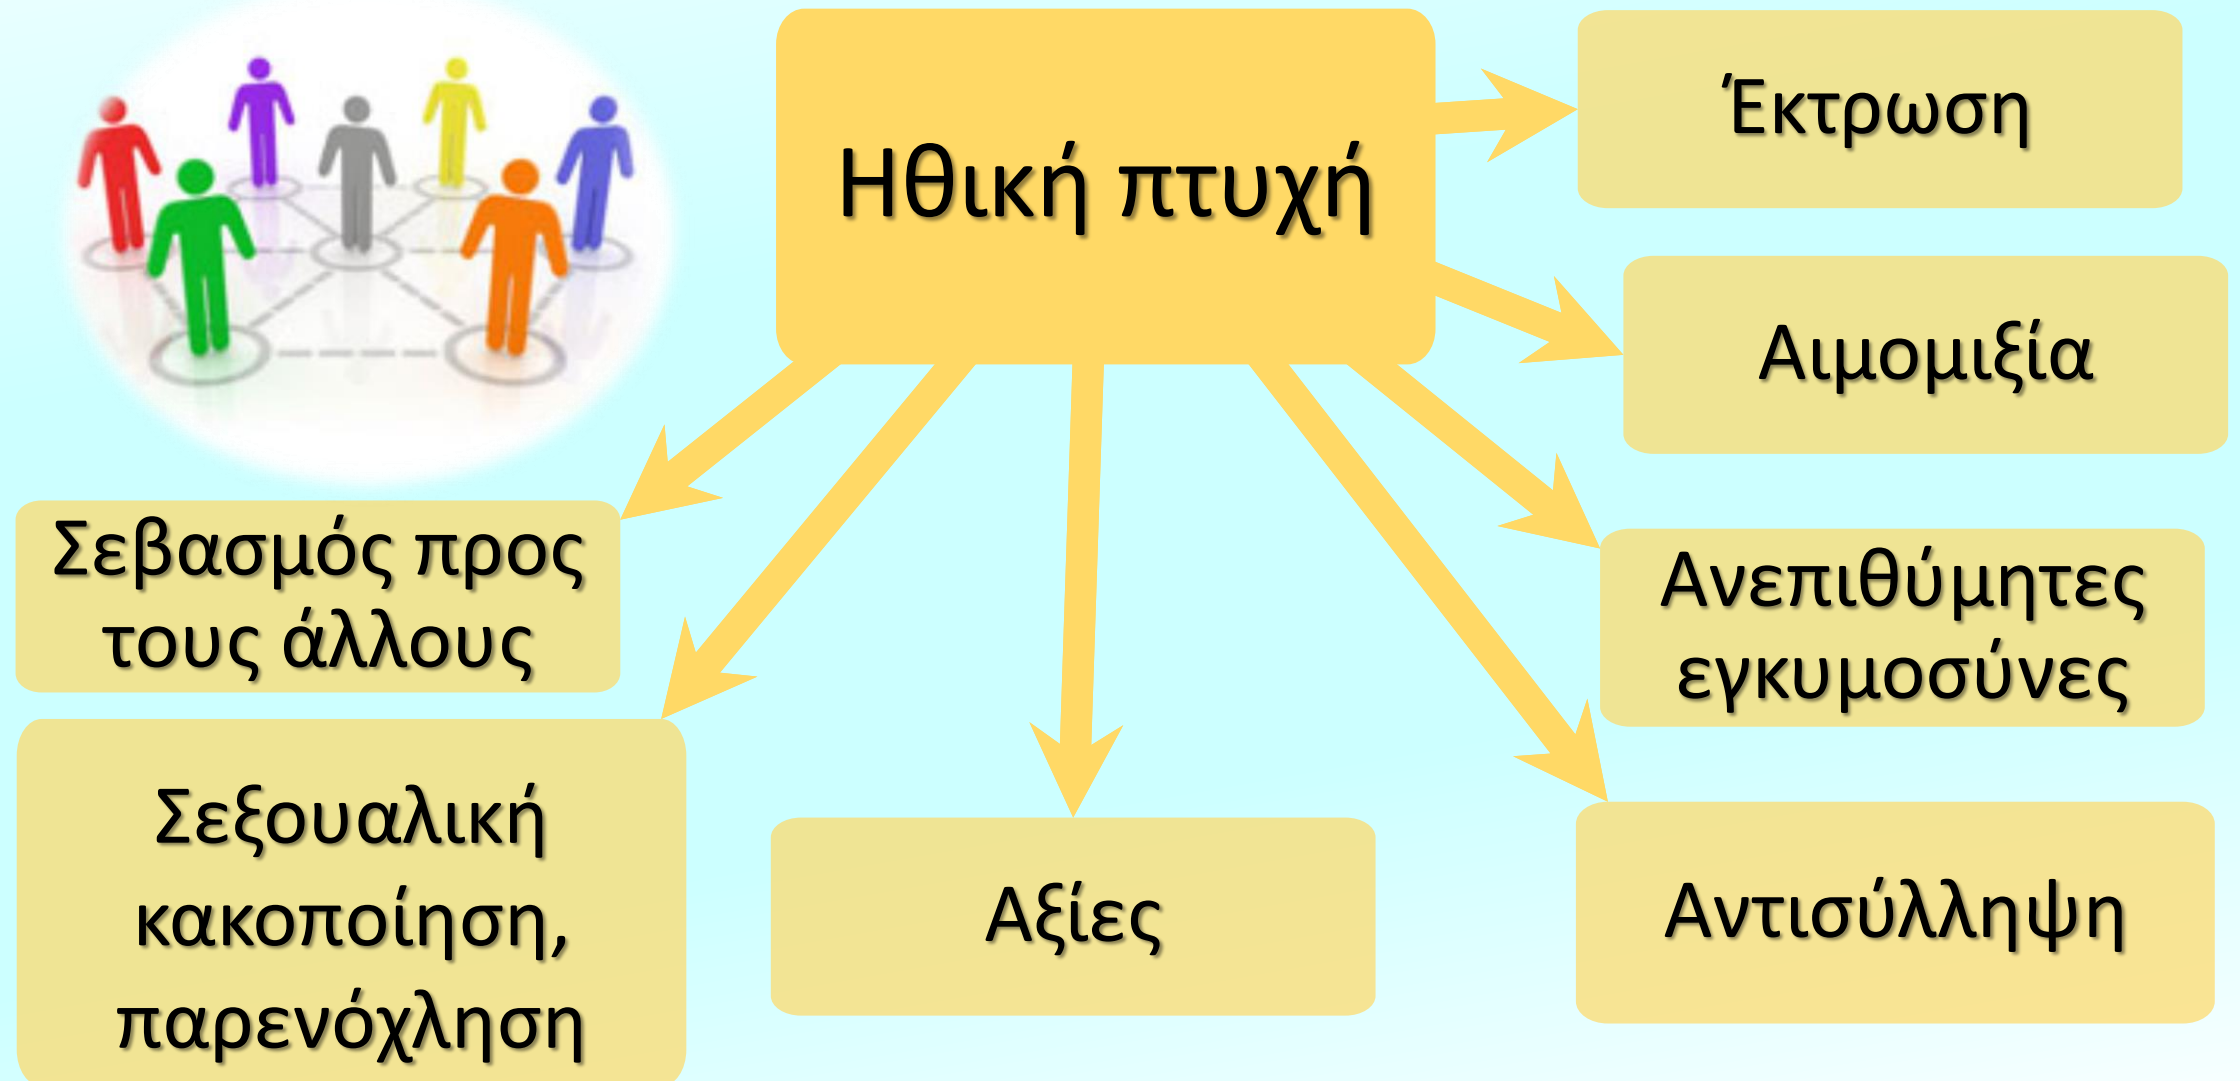 Ηθική πτυχή
Έκτρωση
Αιμομιξία
Ανεπιθύμητες
εγκυμοσύνες
Αντισύλληψη
Αξίες
Σεβασμός προς
τους άλλους
Σεξουαλική
κακοποίηση,
παρενόχληση